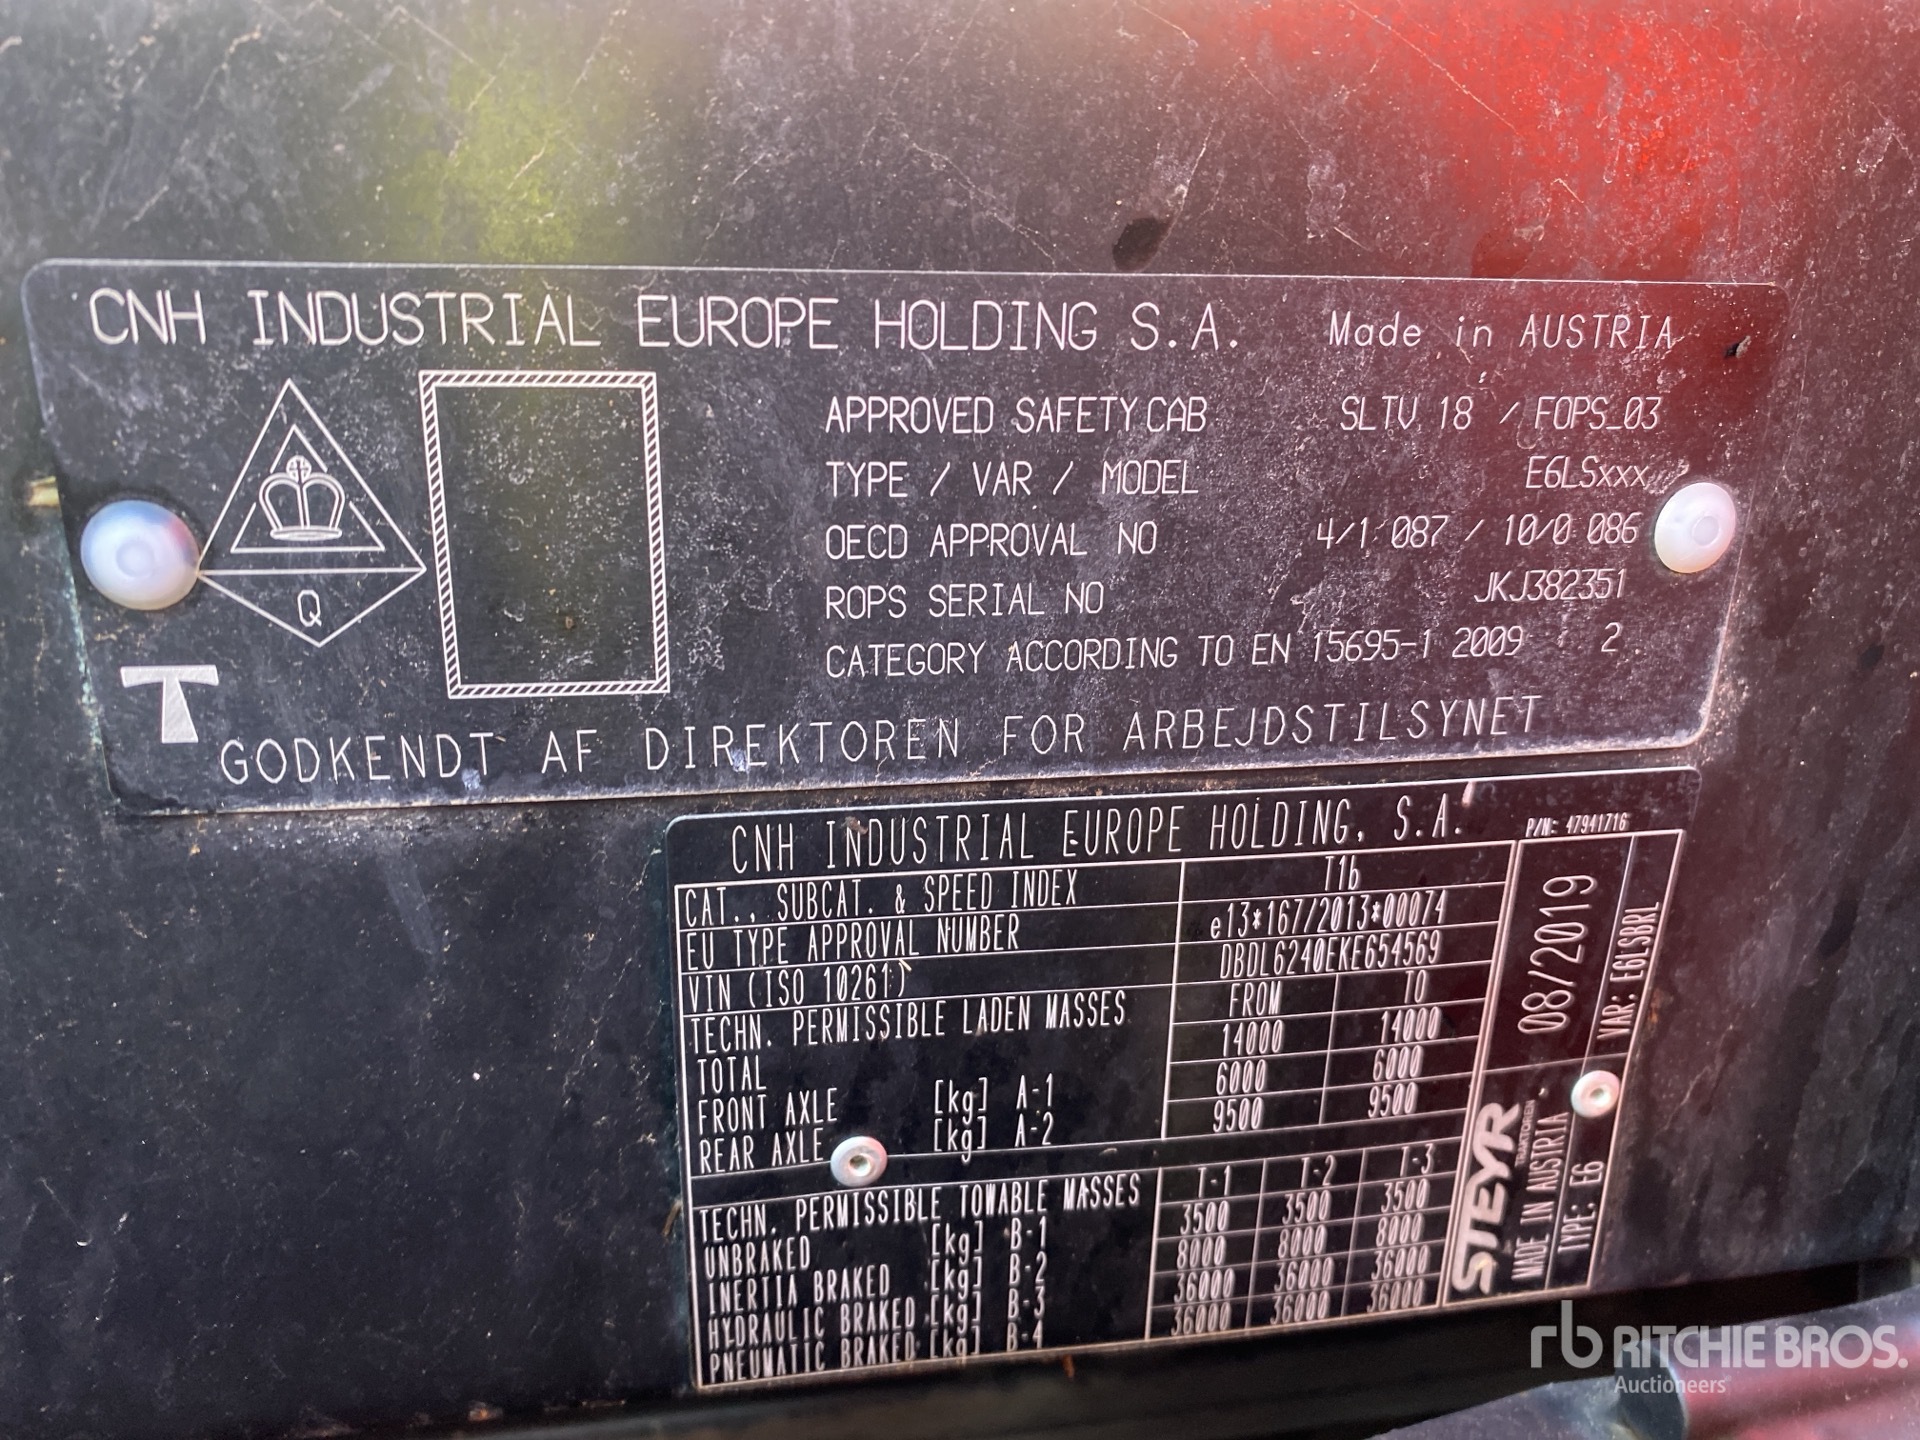 CNH INDUSTRIAL EUROPE HOLDING S.A. Made in AUSTRIA
APPROVED SAFETY CAB SLTV 18 / FOPS_03
TYPE / VAR / MODEL E6LSxxx
OECD APPROVAL NO 4/1 087 / 10/0 086
ROPS SERIAL NO JKJ382351
CATEGORY ACCORDING TO EN 15695-1 2009 : 2
Q
T
GODKENDT AF DIREKTOREN FOR ARBEJDSTILSYNET
CNH INDUSTRIAL EUROPE HOLDING, S.A. P/N: 47941716
CAT., SUBCAT. & SPEED INDEX T1b
EU TYPE APPROVAL NUMBER e13*167/2013*00074
VIN (ISO 10261) DBDL6240EKE654569
TECHN. PERMISSIBLE LADEN MASSES FROM TO
TOTAL 14000 14000
FRONT AXLE [kg] A-1 6000 6000
REAR AXLE [kg] A-2 9500 9500
TECHN. PERMISSIBLE TOWABLE MASSES T-1 T-2 T-3
UNBRAKED [kg] B-1 3500 3500 3500
INERTIA BRAKED [kg] B-2 8000 8000 8000
HYDRAULIC BRAKED [kg] B-3 36000 36000 36000
PNEUMATIC BRAKED [kg] B-4 36000 36000 36000
STEYR
TRAKTOREN
08/2019
MADE IN AUSTRIA
VAR: E6LSBRL
TYPE: E6
rb RITCHIE BROS.
Auctioneers